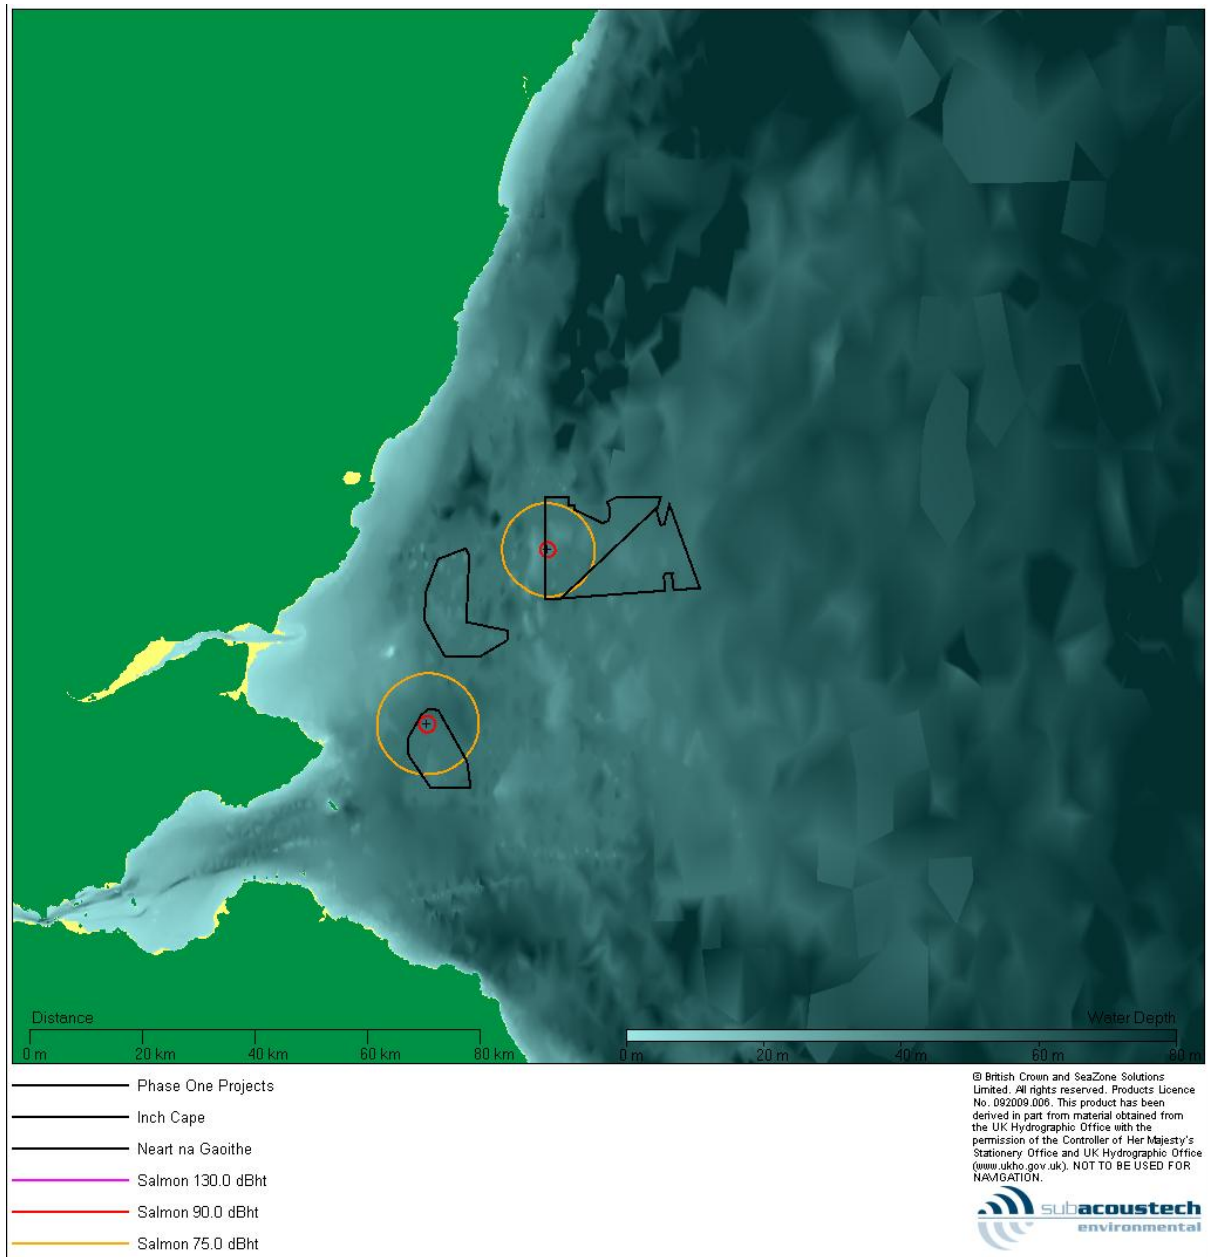 Distance
0 m 20 km 40 km 60 km 80 km
Water Depth
0 m 20 m 40 m 60 m 80 m
Phase One Projects
Inch Cape
Neart na Gaoithe
Salmon 130.0 dBht
Salmon 90.0 dBht
Salmon 75.0 dBht
© British Crown and SeaZone Solutions
Limited. All rights reserved. Products Licence
No. 092009.006. This product has been
derived in part from material obtained from
the UK Hydrographic Office with the
permission of the Controller of Her Majesty's
Stationery Office and UK Hydrographic Office
(www.ukho.gov.uk). NOT TO BE USED FOR
NAVIGATION.
subacoustech
environmental